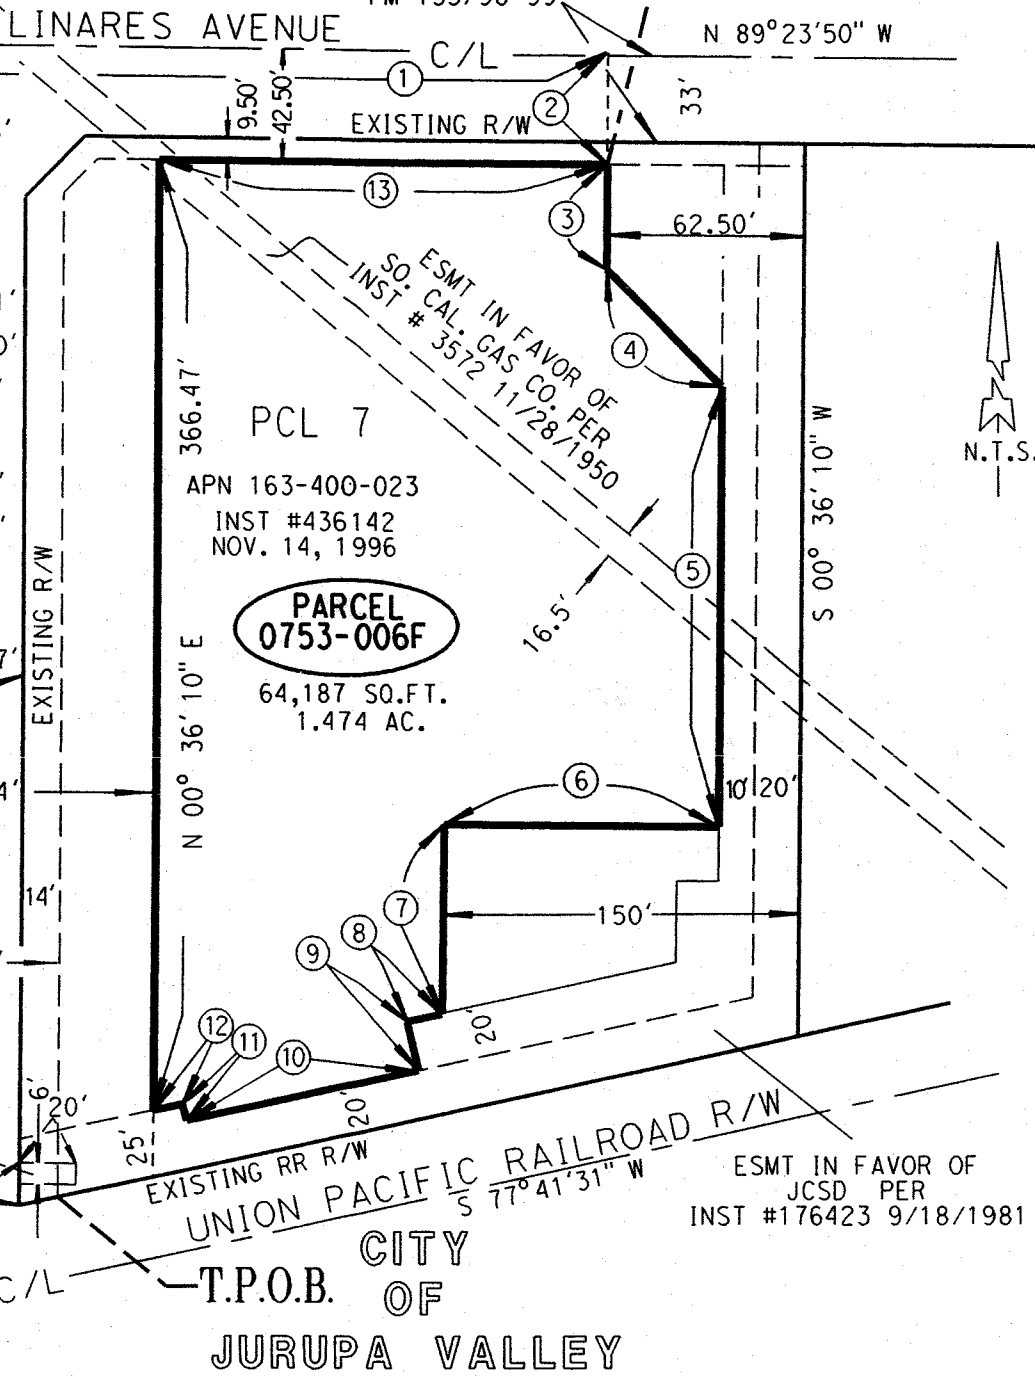 LINARES AVENUE
C/L
N 89°23'50" W
1
9.50'
42.50'
2
33'
EXISTING R/W
13
3
62.50'
ESMT IN FAVOR OF
SO. CAL. GAS CO. PER
INST # 3572 11/28/1950
4
366.47'
PCL 7
S 00° 36' 10" W
N.T.S.
APN 163-400-023
INST #436142
NOV. 14, 1996
EXISTING R/W
5
PARCEL
0753-006F
16.5'
64,187 SQ.FT.
1.474 AC.
N 00° 36' 10" E
6
10'
20'
14'
7
150'
8
9
12
11
10
20'
6'
20'
25'
20'
EXISTING RR R/W
UNION PACIFIC RAILROAD R/W
S 77°41'31" W
ESMT IN FAVOR OF
JCSD PER
INST #176423 9/18/1981
C/L
T.P.O.B.
CITY
OF
JURUPA VALLEY